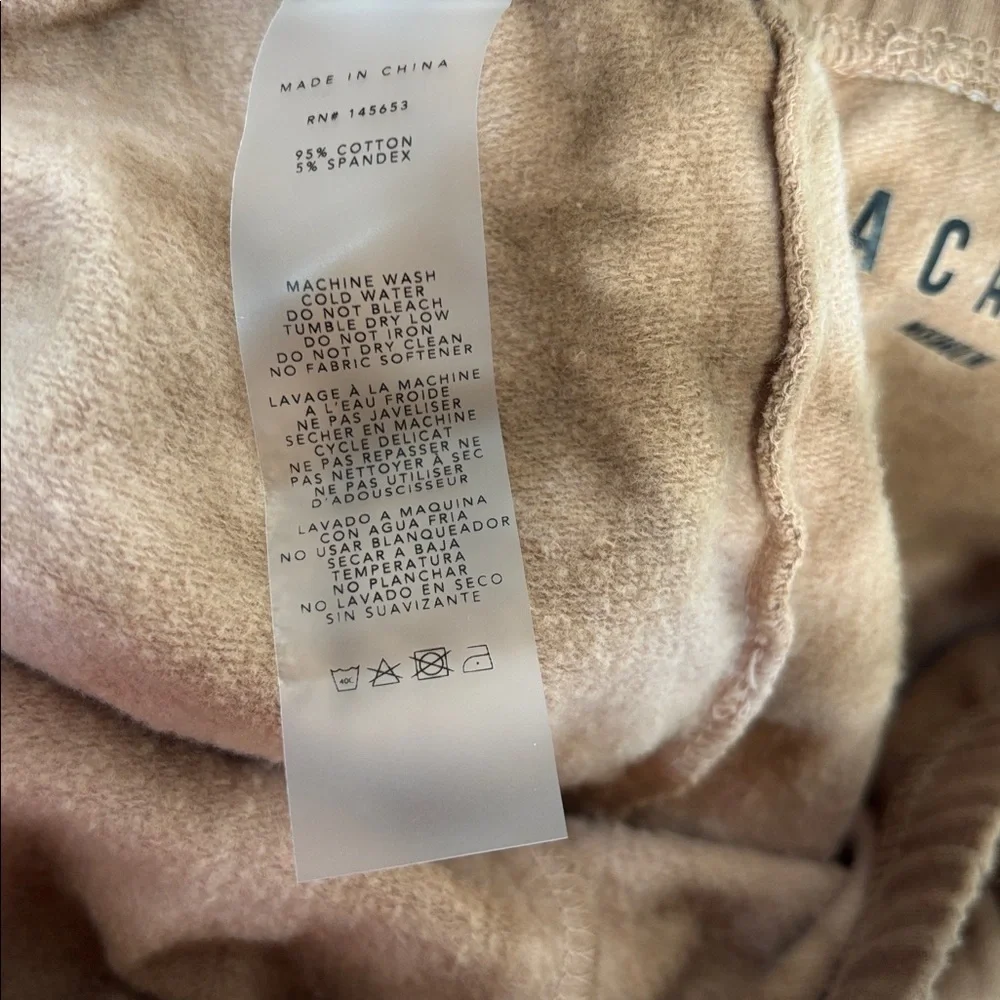 MADE IN CHINA
RN# 145653
95% COTTON
5% SPANDEX
MACHINE WASH
COLD WATER
DO NOT BLEACH
TUMBLE DRY LOW
DO NOT IRON
DO NOT DRY CLEAN
NO FABRIC SOFTENER
LAVAGE À LA MACHINE
A L'EAU FROIDE
NE PAS JAVELISER
SECHER EN MACHINE
CYCLE DELICAT
NE PAS REPASSER NE
PAS NETTOYER À SEC
NE PAS UTILISER
D'ADOUSCISSEUR
LAVADO A MAQUINA
CON AGUA FRIA
NO USAR BLANQUEADOR
SECAR A BAJA
TEMPERATURA
NO PLANCHAR
NO LAVADO EN SECO
SIN SUAVIZANTE
40C
AC